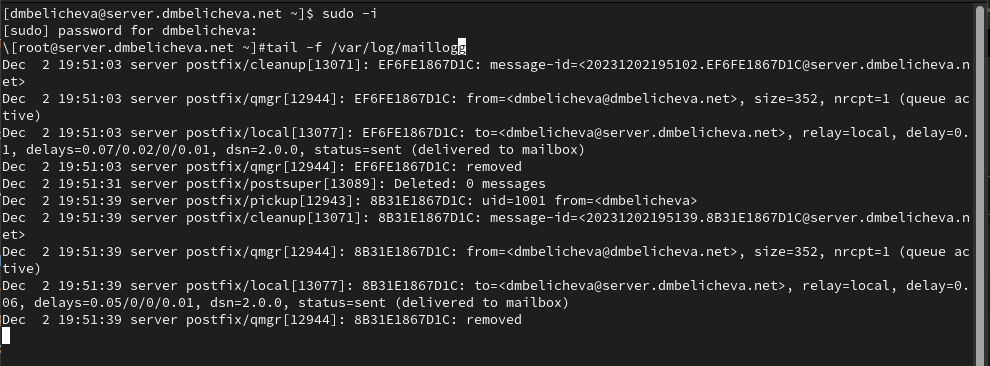 [dmbelicheva@server.dmbelicheva.net ~]$ sudo -i
[sudo] password for dmbelicheva:
\[root@server.dmbelicheva.net ~]#tail -f /var/log/maillogg
Dec  2 19:51:03 server postfix/cleanup[13071]: EF6FE1867D1C: message-id=<20231202195102.EF6FE1867D1C@server.dmbelicheva.n
et>
Dec  2 19:51:03 server postfix/qmgr[12944]: EF6FE1867D1C: from=<dmbelicheva@dmbelicheva.net>, size=352, nrcpt=1 (queue ac
tive)
Dec  2 19:51:03 server postfix/local[13077]: EF6FE1867D1C: to=<dmbelicheva@server.dmbelicheva.net>, relay=local, delay=0.
1, delays=0.07/0.02/0/0.01, dsn=2.0.0, status=sent (delivered to mailbox)
Dec  2 19:51:03 server postfix/qmgr[12944]: EF6FE1867D1C: removed
Dec  2 19:51:31 server postfix/postsuper[13089]: Deleted: 0 messages
Dec  2 19:51:39 server postfix/pickup[12943]: 8B31E1867D1C: uid=1001 from=<dmbelicheva>
Dec  2 19:51:39 server postfix/cleanup[13071]: 8B31E1867D1C: message-id=<20231202195139.8B31E1867D1C@server.dmbelicheva.n
et>
Dec  2 19:51:39 server postfix/qmgr[12944]: 8B31E1867D1C: from=<dmbelicheva@dmbelicheva.net>, size=352, nrcpt=1 (queue ac
tive)
Dec  2 19:51:39 server postfix/local[13077]: 8B31E1867D1C: to=<dmbelicheva@server.dmbelicheva.net>, relay=local, delay=0.
06, delays=0.05/0/0/0.01, dsn=2.0.0, status=sent (delivered to mailbox)
Dec  2 19:51:39 server postfix/qmgr[12944]: 8B31E1867D1C: removed